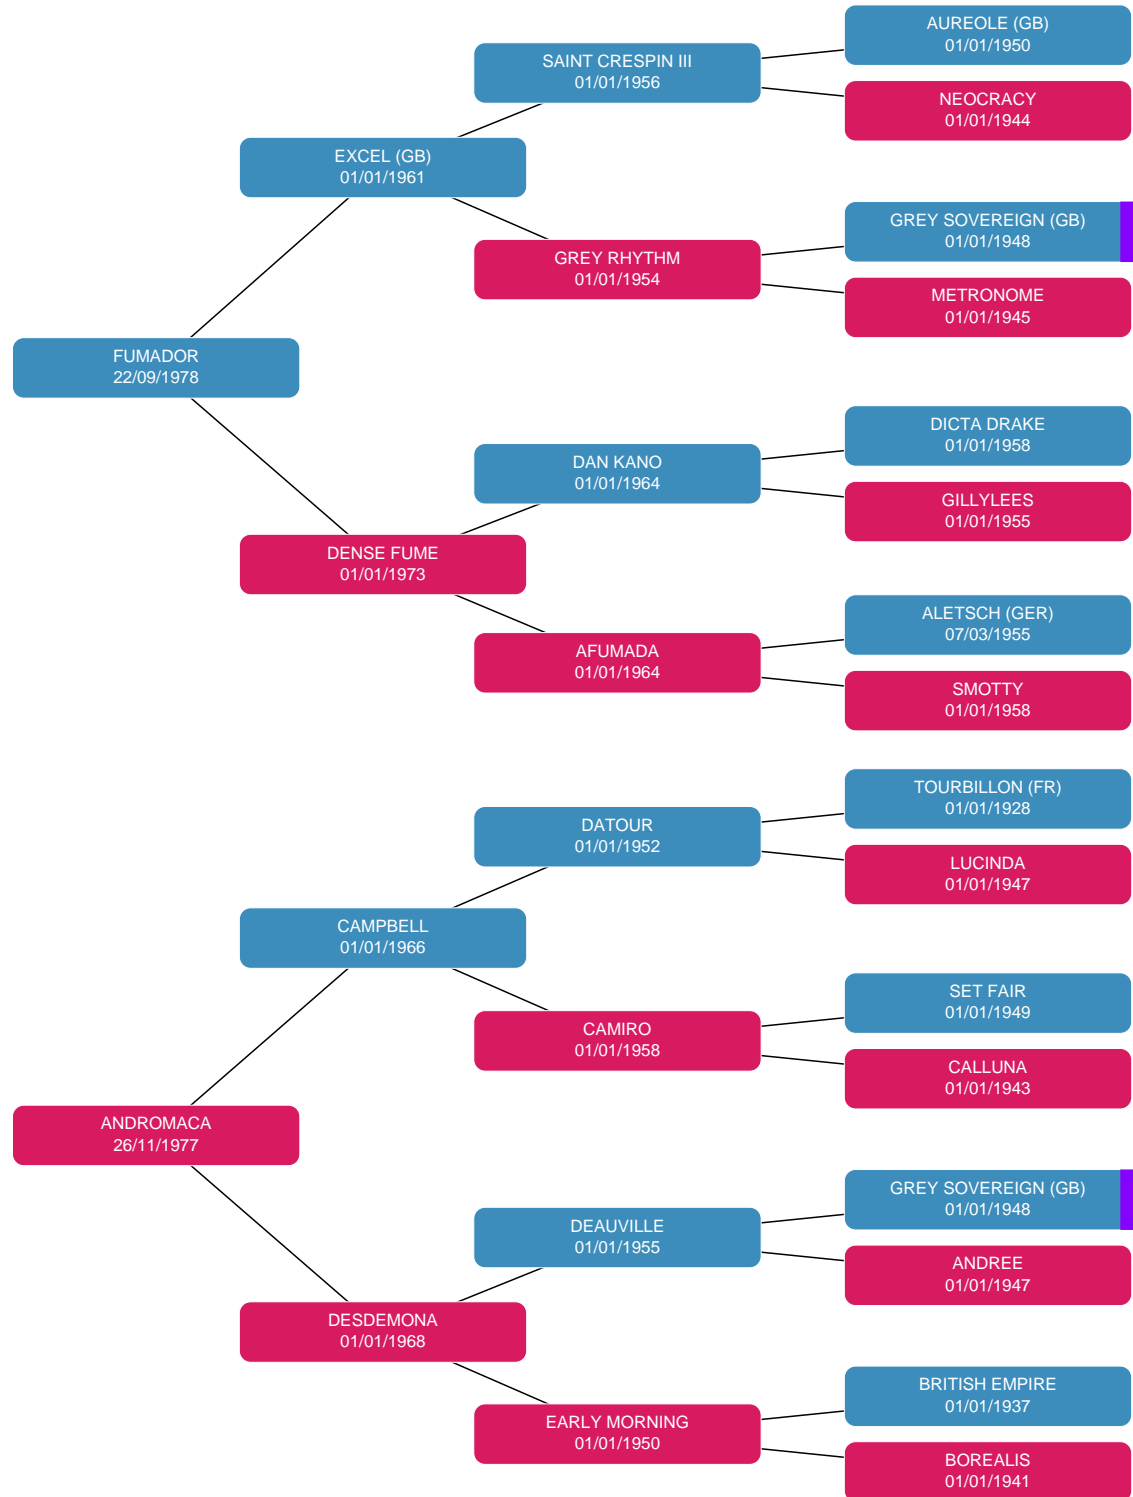 AUREOLE (GB)
01/01/1950
SAINT CRESPIN III
01/01/1956
NEOCRACY
01/01/1944
EXCEL (GB)
01/01/1961
GREY SOVEREIGN (GB)
01/01/1948
GREY RHYTHM
01/01/1954
METRONOME
01/01/1945
FUMADOR
22/09/1978
DICTA DRAKE
01/01/1958
DAN KANO
01/01/1964
GILLYLEES
01/01/1955
DENSE FUME
01/01/1973
ALETSCH (GER)
07/03/1955
AFUMADA
01/01/1964
SMOTTY
01/01/1958
TOURBILLON (FR)
01/01/1928
DATOUR
01/01/1952
LUCINDA
01/01/1947
CAMPBELL
01/01/1966
SET FAIR
01/01/1949
CAMIRO
01/01/1958
CALLUNA
01/01/1943
ANDROMACA
26/11/1977
GREY SOVEREIGN (GB)
01/01/1948
DEAUVILLE
01/01/1955
ANDREE
01/01/1947
DESDEMONA
01/01/1968
BRITISH EMPIRE
01/01/1937
EARLY MORNING
01/01/1950
BOREALIS
01/01/1941